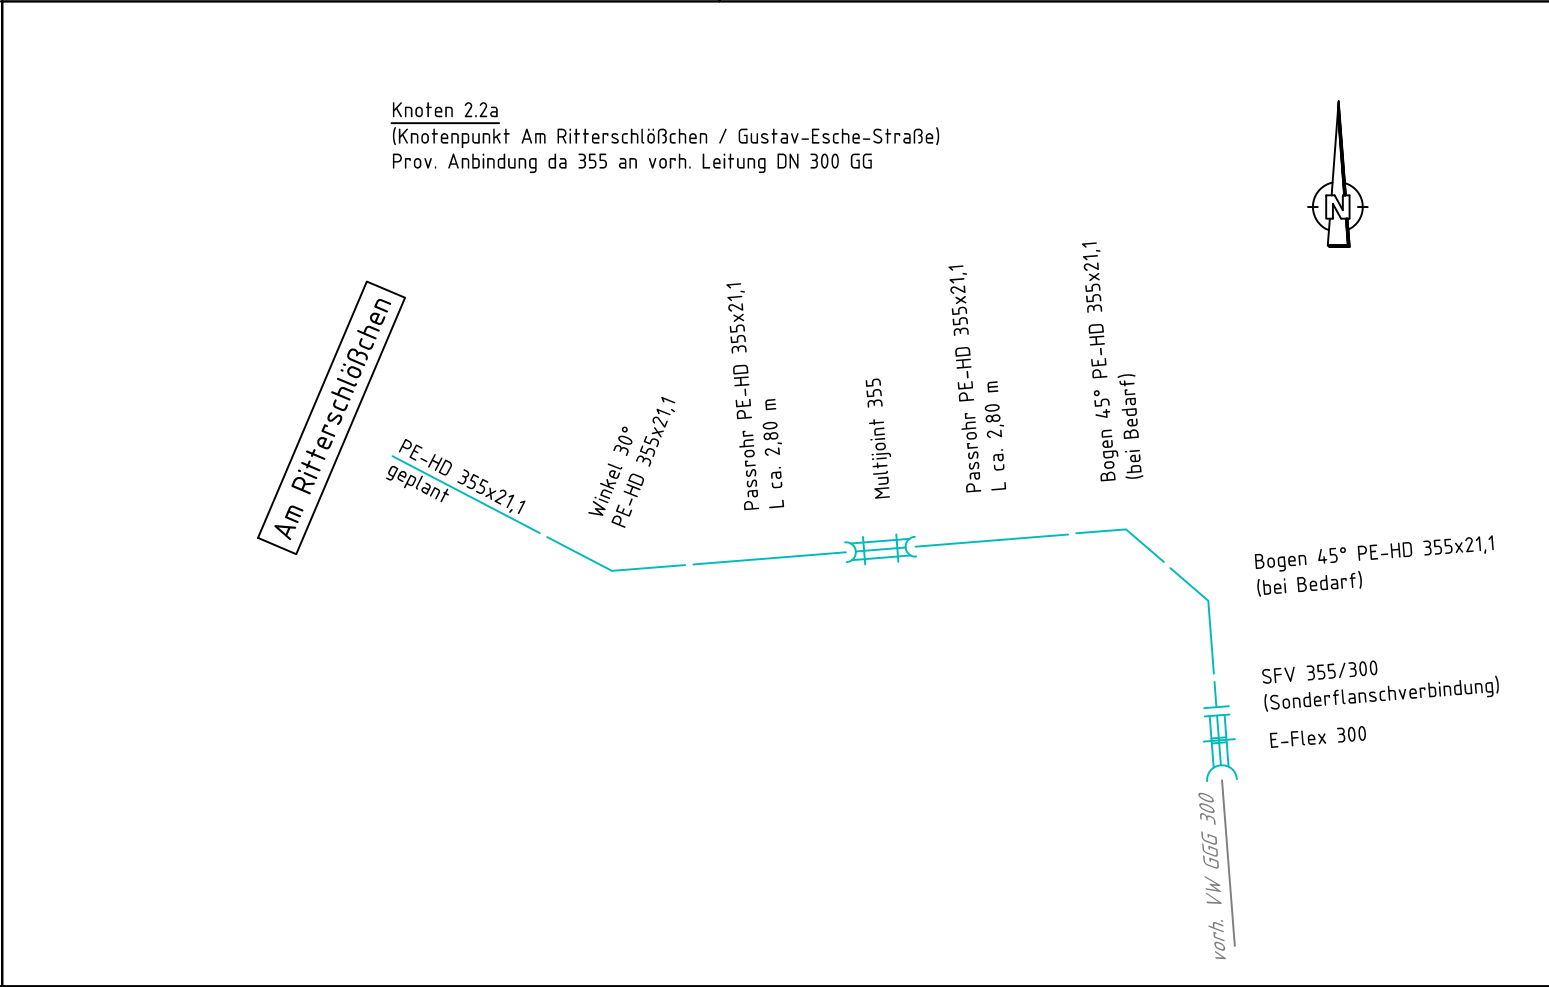 Knoten 2.2a
(Knotenpunkt Am Ritterschlößchen / Gustav-Esche-Straße)
Prov. Anbindung da 355 an vorh. Leitung DN 300 GG
N
Am Ritterschlößchen
PE-HD 355x21,1
geplant
Winkel 30°
PE-HD 355x21,1
Passrohr PE-HD 355x21,1
L ca. 2,80 m
Multijoint 355
Passrohr PE-HD 355x21,1
L ca. 2,80 m
Bogen 45° PE-HD 355x21,1
(bei Bedarf)
Bogen 45° PE-HD 355x21,1
(bei Bedarf)
SFV 355/300
(Sonderflanschverbindung)
E-Flex 300
vorh. VW GGG 300